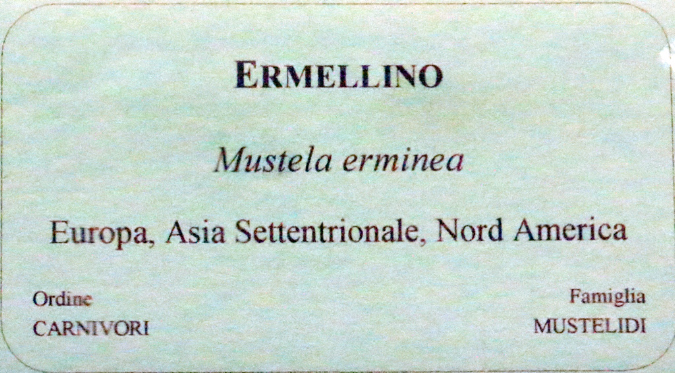 ERMELLINO
Mustela erminea
Europa, Asia Settentrionale, Nord America
Ordine
CARNIVORI
Famiglia
MUSTELIDI